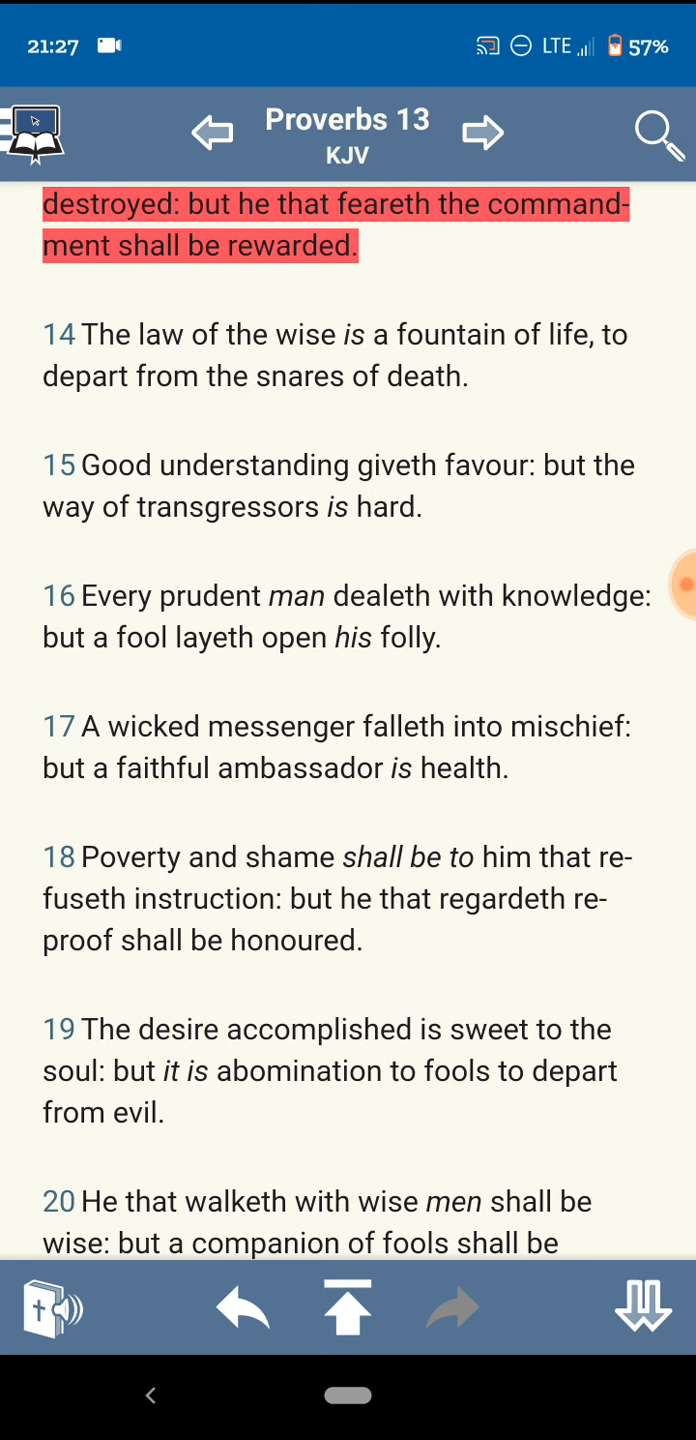 21:27 LTE 57%
Proverbs 13
KJV
destroyed: but he that feareth the command-
ment shall be rewarded.
14 The law of the wise is a fountain of life, to
depart from the snares of death.
15 Good understanding giveth favour: but the
way of transgressors is hard.
16 Every prudent man dealeth with knowledge:
but a fool layeth open his folly.
17 A wicked messenger falleth into mischief:
but a faithful ambassador is health.
18 Poverty and shame shall be to him that re-
fuseth instruction: but he that regardeth re-
proof shall be honoured.
19 The desire accomplished is sweet to the
soul: but it is abomination to fools to depart
from evil.
20 He that walketh with wise men shall be
wise: but a companion of fools shall be